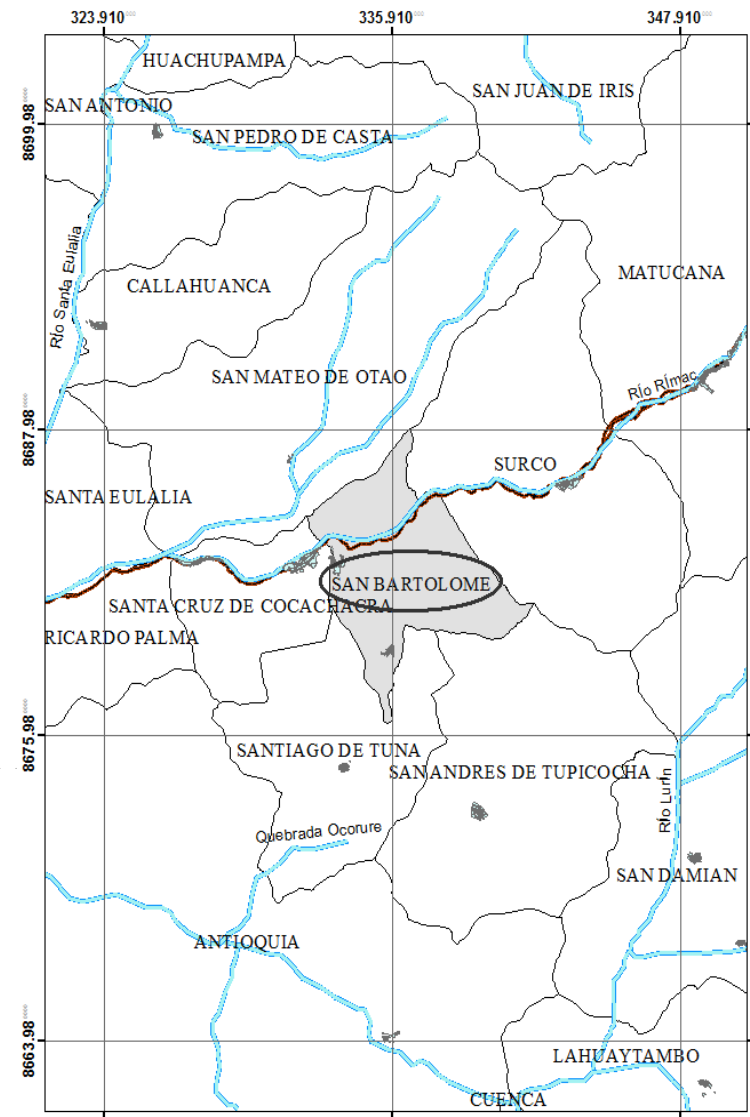 323.910
335.910
347.910
HUACHUPAMPA
SAN JUAN DE IRIS
SAN ANTONIO
8699.98
SAN PEDRO DE CASTA
Río Santa Eulalia
MATUCANA
CALLAHUANCA
SAN MATEO DE OTAO
Río Rímac
8687.98
SURCO
SANTA EULALIA
SAN BARTOLOME
SANTA CRUZ DE COCACHACRA
RICARDO PALMA
8675.98
SANTIAGO DE TUNA
SAN ANDRES DE TUPICOCHA
Río Lurín
Quebrada Ocorure
SAN DAMIAN
ANTIOQUIA
8663.98
LAHUAYTAMBO
CUENCA